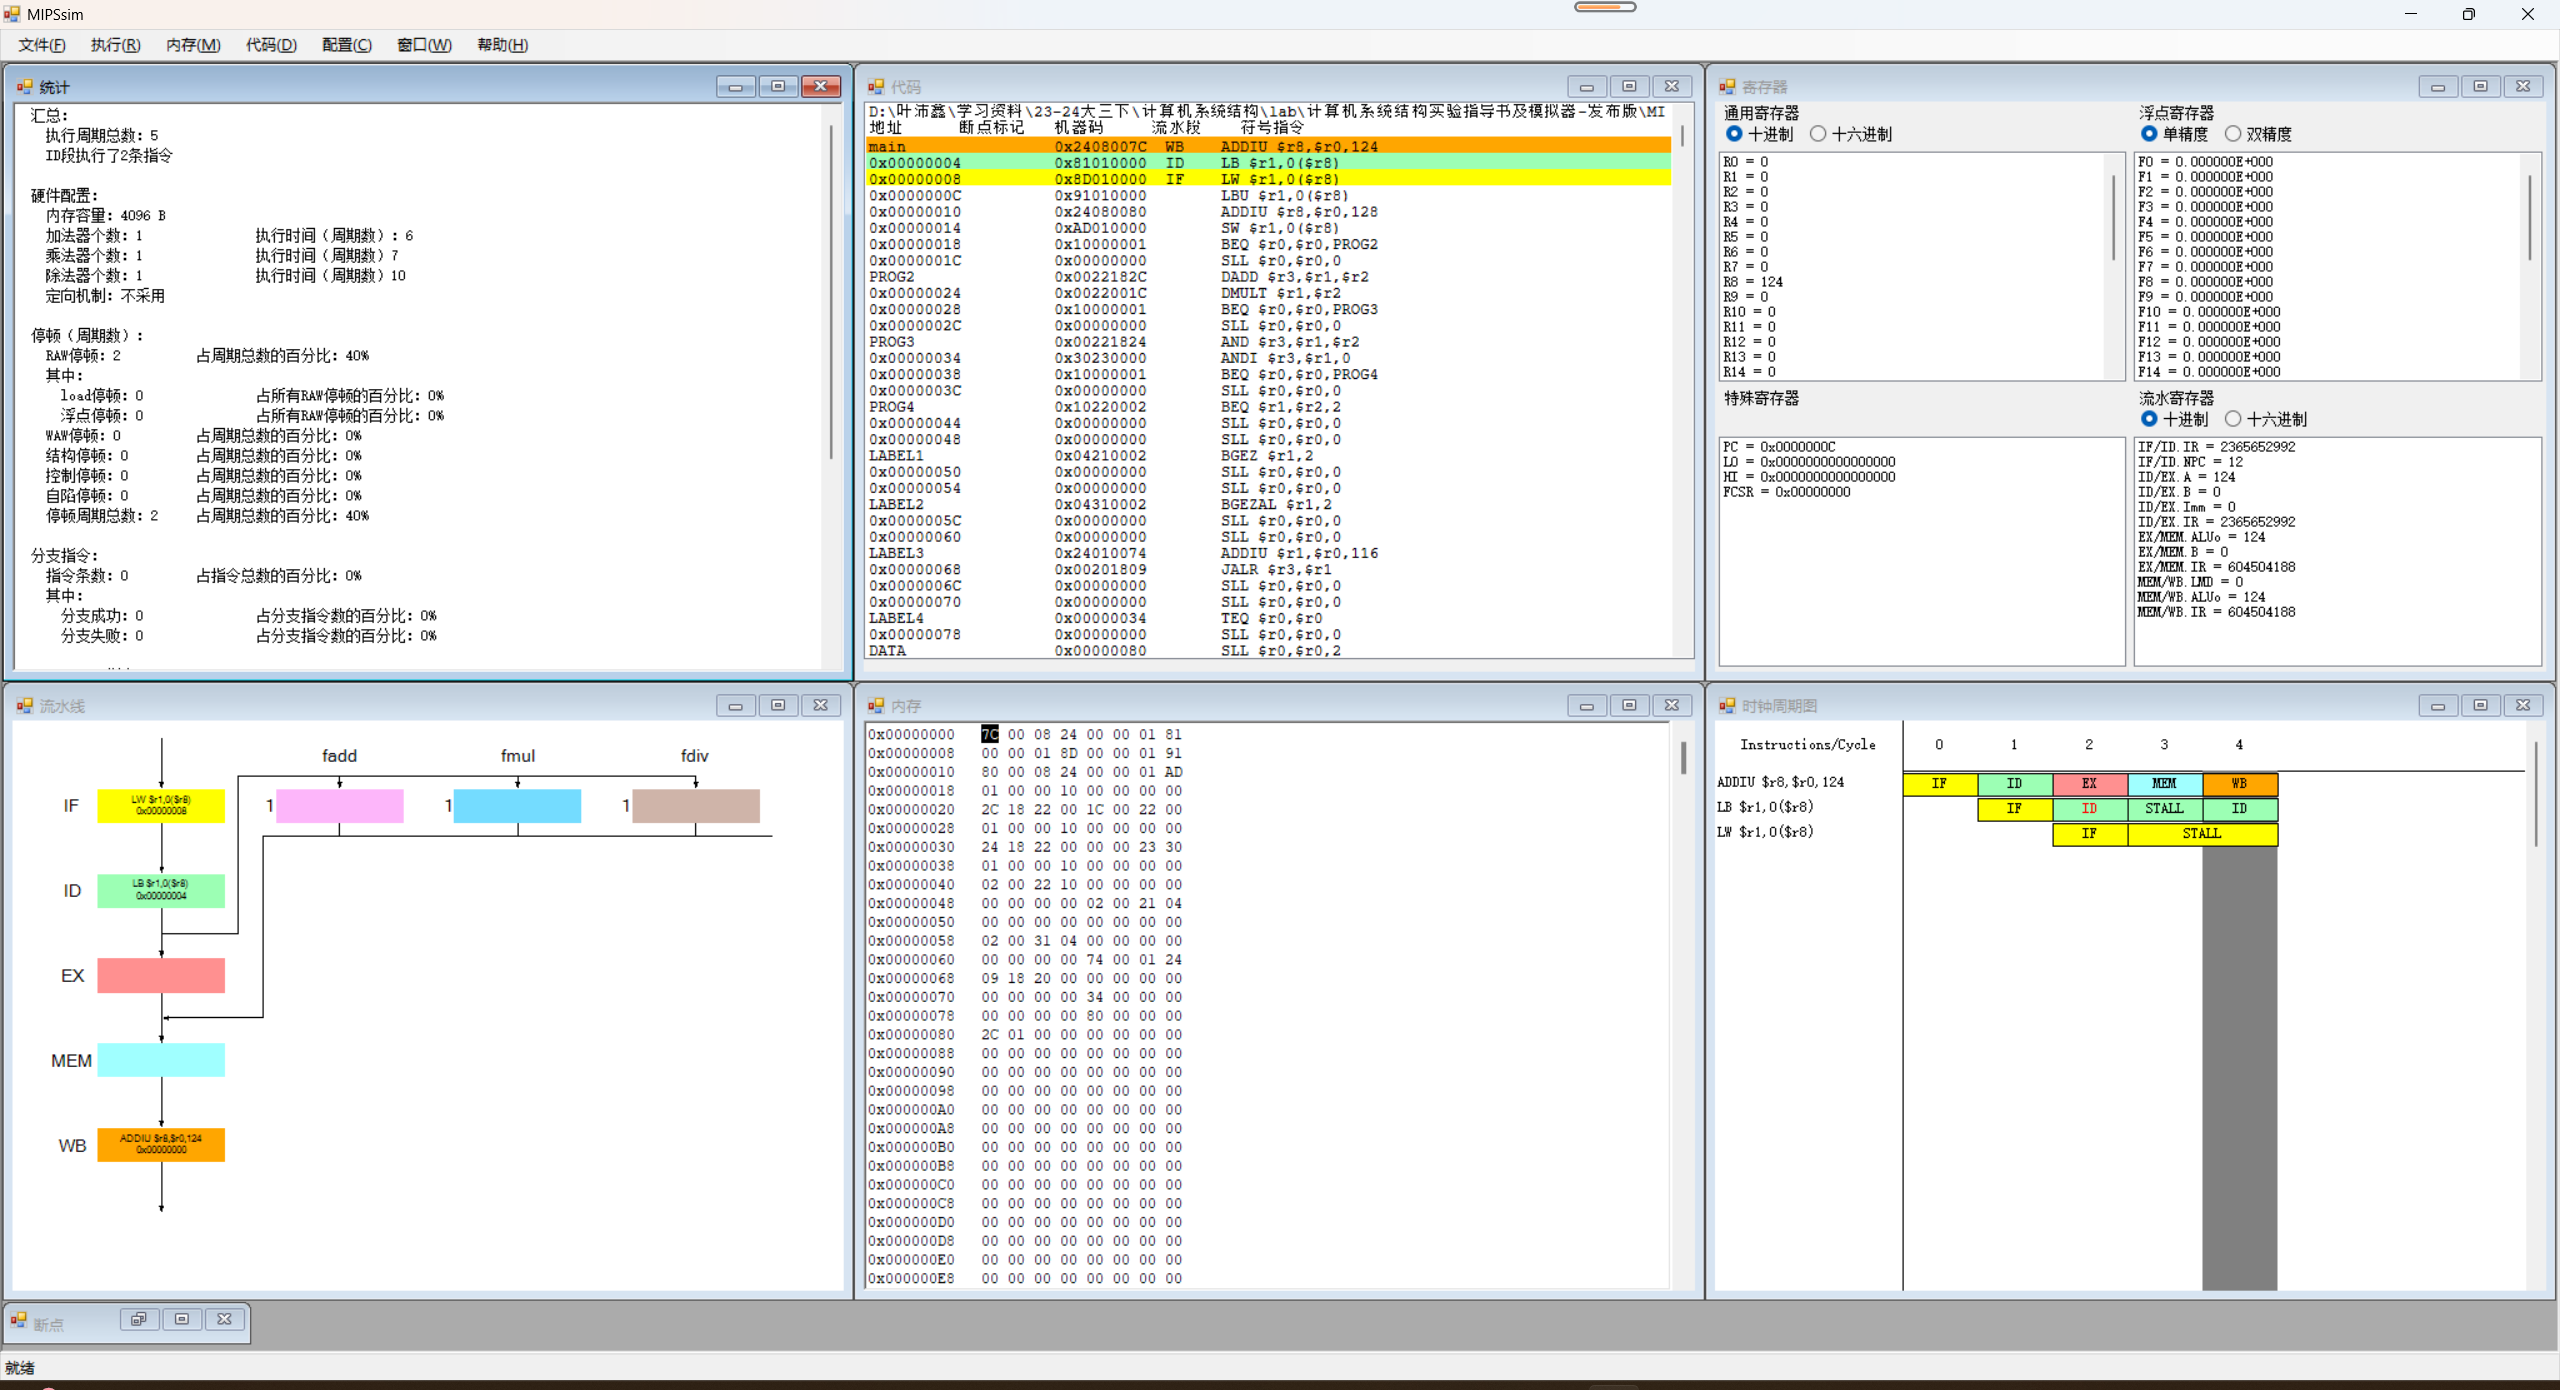 MIPSsim
文件(F) 执行(R) 内存(M) 代码(D) 配置(C) 窗口(W) 帮助(H)
统计
汇总:
执行周期总数: 5
ID段执行了2条指令
硬件配置:
内存容量: 4096 B
加法器个数: 1 执行时间（周期数）: 6
乘法器个数: 1 执行时间（周期数）7
除法器个数: 1 执行时间（周期数）10
定向机制: 不采用
停顿（周期数）:
RAW停顿: 2 占周期总数的百分比: 40%
其中:
load停顿: 0 占所有RAW停顿的百分比: 0%
浮点停顿: 0 占所有RAW停顿的百分比: 0%
WAW停顿: 0 占周期总数的百分比: 0%
结构停顿: 0 占周期总数的百分比: 0%
控制停顿: 0 占周期总数的百分比: 0%
自陷停顿: 0 占周期总数的百分比: 0%
停顿周期总数: 2 占周期总数的百分比: 40%
分支指令:
指令条数: 0 占指令总数的百分比: 0%
其中:
分支成功: 0 占分支指令数的百分比: 0%
分支失败: 0 占分支指令数的百分比: 0%
代码
D:\叶沛鑫\学习资料\23-24大三下\计算机系统结构\lab\计算机系统结构实验指导书及模拟器-发布版\MI
地址 断点标记 机器码 流水段 符号指令
main 0x2408007C WB ADDIU $r8,$r0,124
0x00000004 0x81010000 ID LB $r1,0($r8)
0x00000008 0x8D010000 IF LW $r1,0($r8)
0x0000000C 0x91010000 LBU $r1,0($r8)
0x00000010 0x24080080 ADDIU $r8,$r0,128
0x00000014 0xAD010000 SW $r1,0($r8)
0x00000018 0x10000001 BEQ $r0,$r0,PROG2
0x0000001C 0x00000000 SLL $r0,$r0,0
PROG2 0x0022182C DADD $r3,$r1,$r2
0x00000024 0x0022001C DMULT $r1,$r2
0x00000028 0x10000001 BEQ $r0,$r0,PROG3
0x0000002C 0x00000000 SLL $r0,$r0,0
PROG3 0x00221824 AND $r3,$r1,$r2
0x00000034 0x30230000 ANDI $r3,$r1,0
0x00000038 0x10000001 BEQ $r0,$r0,PROG4
0x0000003C 0x00000000 SLL $r0,$r0,0
PROG4 0x10220002 BEQ $r1,$r2,2
0x00000044 0x00000000 SLL $r0,$r0,0
0x00000048 0x00000000 SLL $r0,$r0,0
LABEL1 0x04210002 BGEZ $r1,2
0x00000050 0x00000000 SLL $r0,$r0,0
0x00000054 0x00000000 SLL $r0,$r0,0
LABEL2 0x04310002 BGEZAL $r1,2
0x0000005C 0x00000000 SLL $r0,$r0,0
0x00000060 0x00000000 SLL $r0,$r0,0
LABEL3 0x24010074 ADDIU $r1,$r0,116
0x00000068 0x00201809 JALR $r3,$r1
0x0000006C 0x00000000 SLL $r0,$r0,0
0x00000070 0x00000000 SLL $r0,$r0,0
LABEL4 0x00000034 TEQ $r0,$r0
0x00000078 0x00000000 SLL $r0,$r0,0
DATA 0x00000080 SLL $r0,$r0,2
寄存器
通用寄存器
十进制 十六进制
R0 = 0
R1 = 0
R2 = 0
R3 = 0
R4 = 0
R5 = 0
R6 = 0
R7 = 0
R8 = 124
R9 = 0
R10 = 0
R11 = 0
R12 = 0
R13 = 0
R14 = 0
浮点寄存器
单精度 双精度
F0 = 0.000000E+000
F1 = 0.000000E+000
F2 = 0.000000E+000
F3 = 0.000000E+000
F4 = 0.000000E+000
F5 = 0.000000E+000
F6 = 0.000000E+000
F7 = 0.000000E+000
F8 = 0.000000E+000
F9 = 0.000000E+000
F10 = 0.000000E+000
F11 = 0.000000E+000
F12 = 0.000000E+000
F13 = 0.000000E+000
F14 = 0.000000E+000
特殊寄存器
PC = 0x0000000C
LO = 0x0000000000000000
HI = 0x0000000000000000
FCSR = 0x00000000
流水寄存器
十进制 十六进制
IF/ID.IR = 2365652992
IF/ID.NPC = 12
ID/EX.A = 124
ID/EX.B = 0
ID/EX.Imm = 0
ID/EX.IR = 2365652992
EX/MEM.ALUo = 124
EX/MEM.B = 0
EX/MEM.IR = 604504188
MEM/WB.LMD = 0
MEM/WB.ALUo = 124
MEM/WB.IR = 604504188
流水线
fadd fmul fdiv
IF LW $r1,0($r8)
0x00000008
1 1 1
ID LB $r1,0($r8)
0x00000004
EX
MEM
WB ADDIU $r8,$r0,124
0x00000000
内存
0x00000000 7C 00 08 24 00 00 01 81
0x00000008 00 00 01 8D 00 00 01 91
0x00000010 80 00 08 24 00 00 01 AD
0x00000018 01 00 00 10 00 00 00 00
0x00000020 2C 18 22 00 1C 00 22 00
0x00000028 01 00 00 10 00 00 00 00
0x00000030 24 18 22 00 00 00 23 30
0x00000038 01 00 00 10 00 00 00 00
0x00000040 02 00 22 10 00 00 00 00
0x00000048 00 00 00 00 02 00 21 04
0x00000050 00 00 00 00 00 00 00 00
0x00000058 02 00 31 04 00 00 00 00
0x00000060 00 00 00 00 74 00 01 24
0x00000068 09 18 20 00 00 00 00 00
0x00000070 00 00 00 00 34 00 00 00
0x00000078 00 00 00 00 80 00 00 00
0x00000080 2C 01 00 00 00 00 00 00
0x00000088 00 00 00 00 00 00 00 00
0x00000090 00 00 00 00 00 00 00 00
0x00000098 00 00 00 00 00 00 00 00
0x000000A0 00 00 00 00 00 00 00 00
0x000000A8 00 00 00 00 00 00 00 00
0x000000B0 00 00 00 00 00 00 00 00
0x000000B8 00 00 00 00 00 00 00 00
0x000000C0 00 00 00 00 00 00 00 00
0x000000C8 00 00 00 00 00 00 00 00
0x000000D0 00 00 00 00 00 00 00 00
0x000000D8 00 00 00 00 00 00 00 00
0x000000E0 00 00 00 00 00 00 00 00
0x000000E8 00 00 00 00 00 00 00 00
时钟周期图
Instructions/Cycle 0 1 2 3 4
ADDIU $r8,$r0,124 IF ID EX MEM WB
LB $r1,0($r8) IF ID STALL ID
LW $r1,0($r8) IF STALL
断点
就绪